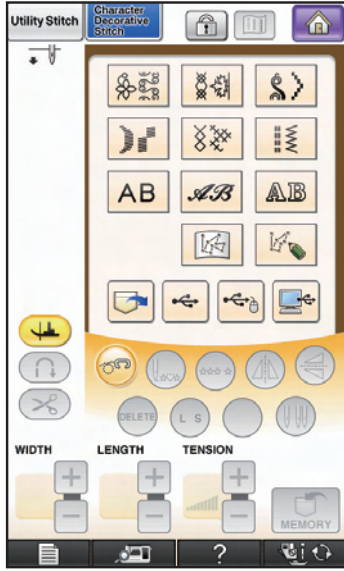 Utility Stitch
Character
Decorative
Stitch
AB
AB
AB
DELETE
L S
WIDTH
LENGTH
TENSION
MEMORY
?